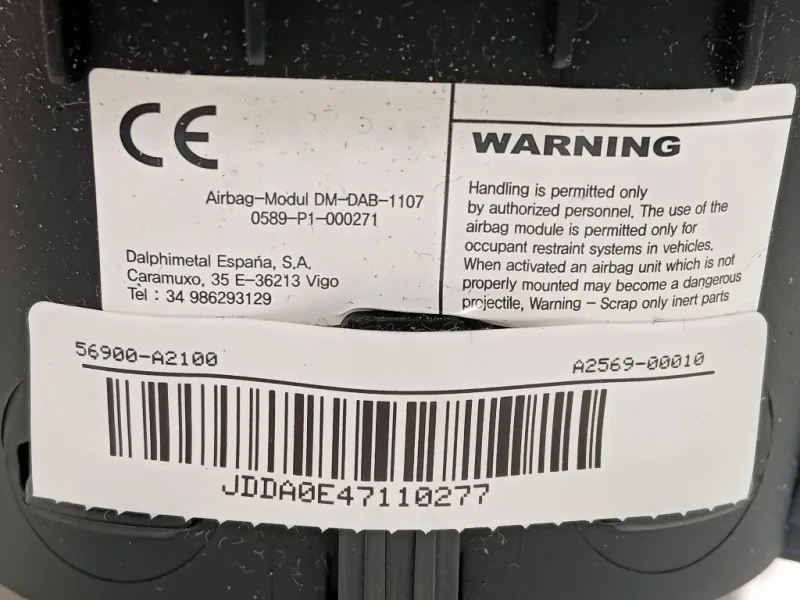 CE
Airbag-Modul DM-DAB-1107
0589-P1-000271
Dalphimetal España, S.A.
Caramuxo, 35 E-36213 Vigo
Tel : 34 986293129
WARNING
Handling is permitted only
by authorized personnel. The use of the
airbag module is permitted only for
occupant restraint systems in vehicles.
When activated an airbag unit which is not
properly mounted may become a dangerous
projectile, Warning - Scrap only inert parts
56900-A2100
A2569-00010
JDDA0E47110277